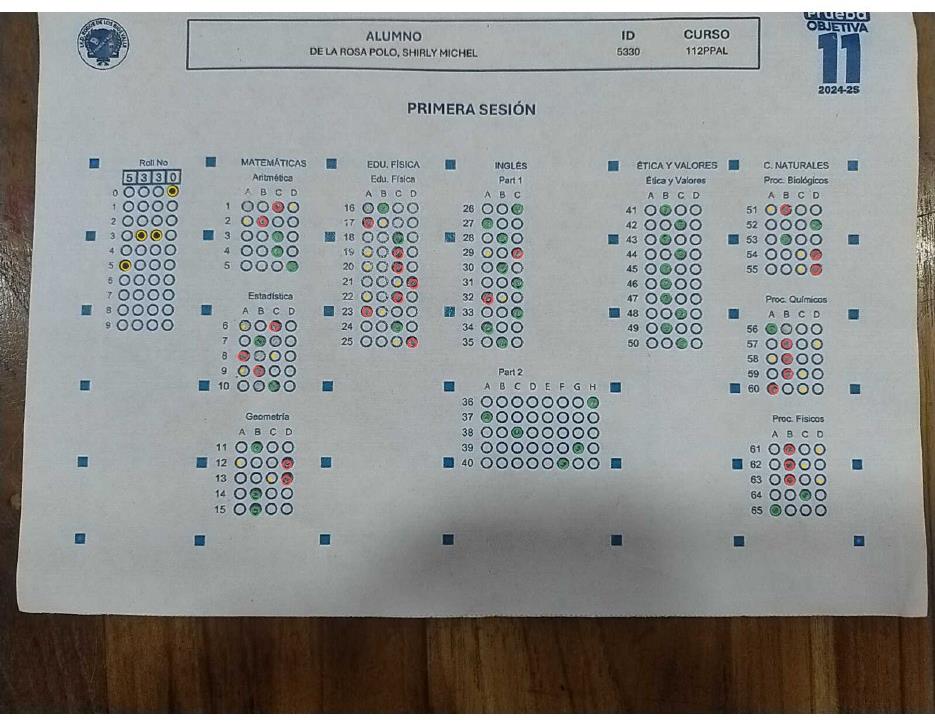 Prueba
OBJETIVA
11
2024-25
ALUMNO ID CURSO
DE LA ROSA POLO, SHIRLY MICHEL 5330 112PPAL
PRIMERA SESIÓN
Roll No
5 3 3 0
0
1
2
3
4
5
6
7
8
9
MATEMÁTICAS
Aritmética
A B C D
1
2
3
4
5
Estadística
A B C D
6
7
8
9
10
Geometría
A B C D
11
12
13
14
15
EDU. FÍSICA
Edu. Física
A B C D
16
17
18
19
20
21
22
23
24
25
INGLÉS
Part 1
A B C
26
27
28
29
30
31
32
33
34
35
Part 2
A B C D E F G H
36
37
38
39
40
ÉTICA Y VALORES
Ética y Valores
A B C D
41
42
43
44
45
46
47
48
49
50
C. NATURALES
Proc. Biológicos
A B C D
51
52
53
54
55
Proc. Químicos
A B C D
56
57
58
59
60
Proc. Físicos
A B C D
61
62
63
64
65